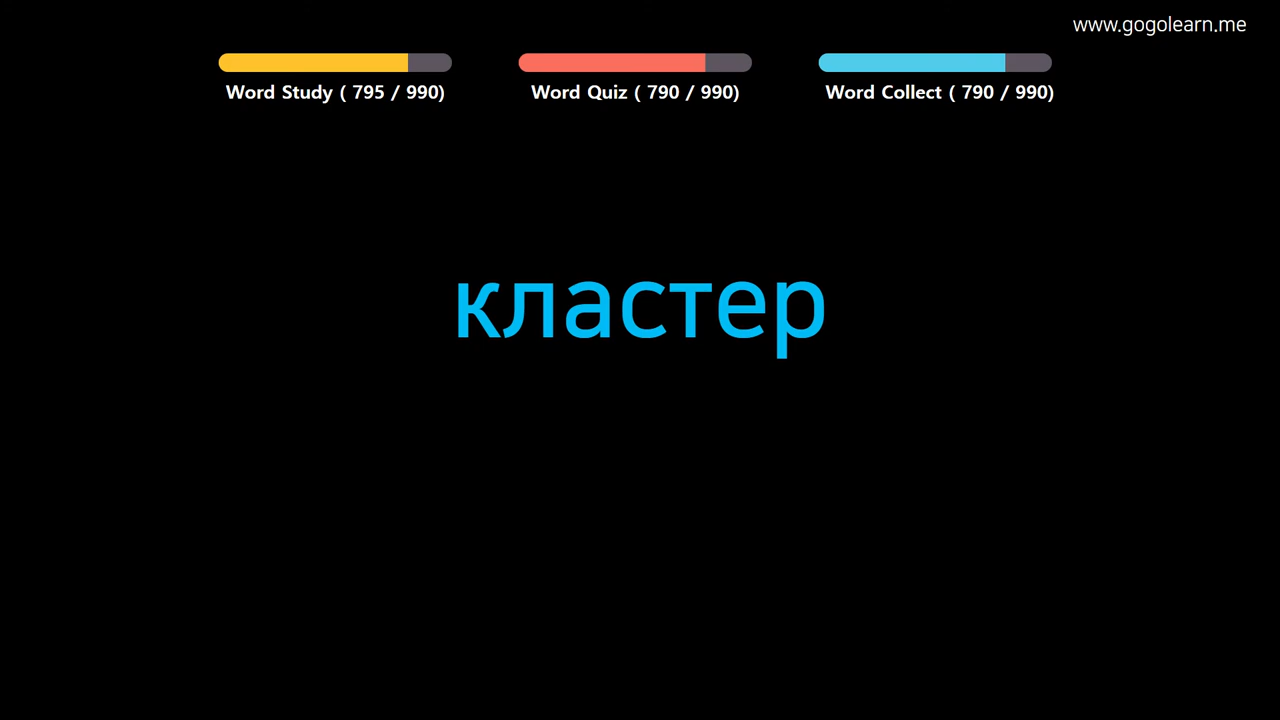 www.gogolearn.me
Word Study ( 795 / 990)
Word Quiz ( 790 / 990)
Word Collect ( 790 / 990)
кластер